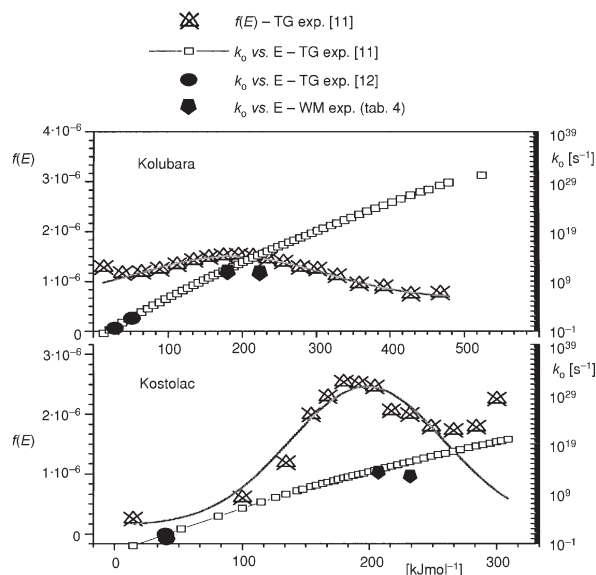 f(E) – TG exp. [11]
k₀ vs. E – TG exp. [11]
k₀ vs. E – TG exp. [12]
k₀ vs. E – WM exp. (tab. 4)
4·10⁻⁶
10³⁹
f(E)
Kolubara
k₀ [s⁻¹]
3·10⁻⁶
10²⁹
2·10⁻⁶
10¹⁹
1·10⁻⁶
10⁹
0
10⁻¹
100 200 300 400 500
3·10⁻⁶
10³⁹
Kostolac
k₀ [s⁻¹]
2·10⁻⁶
10²⁹
f(E)
10¹⁹
1·10⁻⁶
10⁹
0
10⁻¹
0 100 200 300
[kJmol⁻¹]